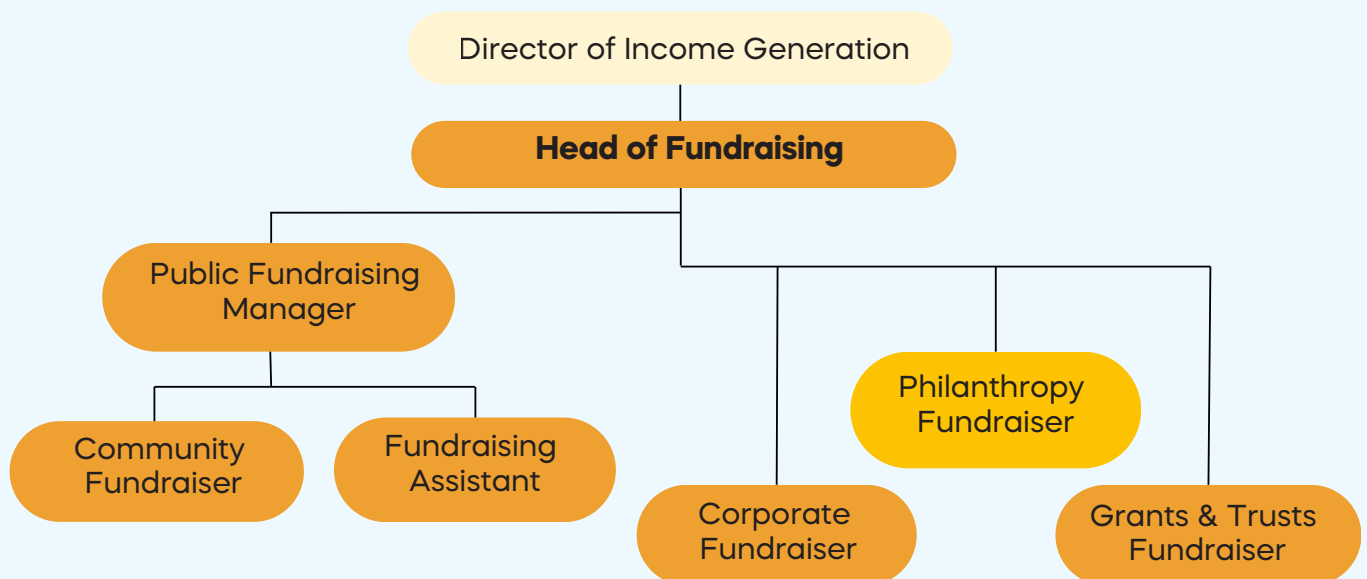 Director of Income Generation
Head of Fundraising
Public Fundraising
Manager
Philanthropy
Fundraiser
Community
Fundraiser
Fundraising
Assistant
Corporate
Fundraiser
Grants & Trusts
Fundraiser